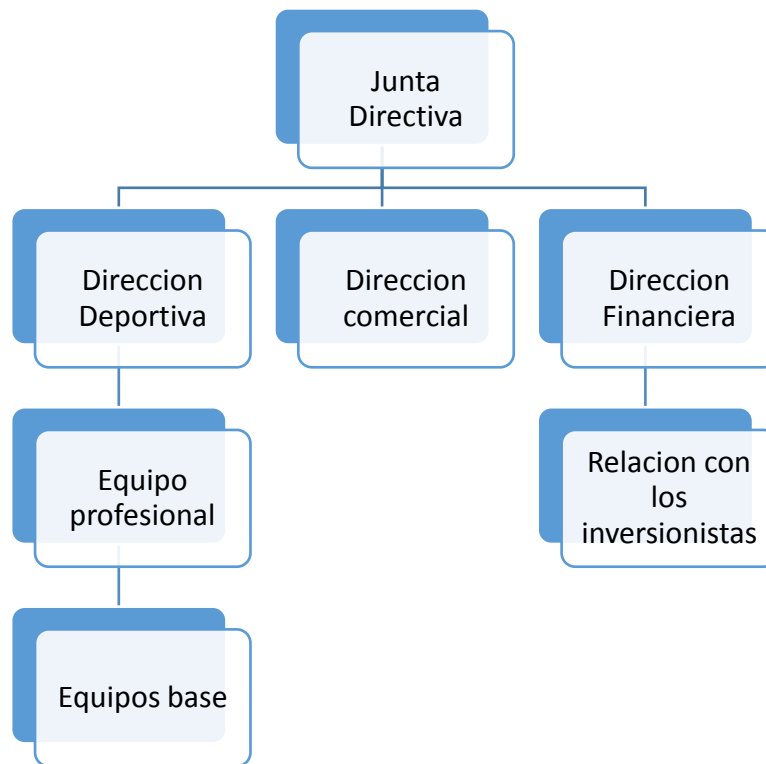 Junta
Directiva
Direccion
Deportiva
Direccion
comercial
Direccion
Financiera
Equipo
profesional
Relacion con
los
inversionistas
Equipos base